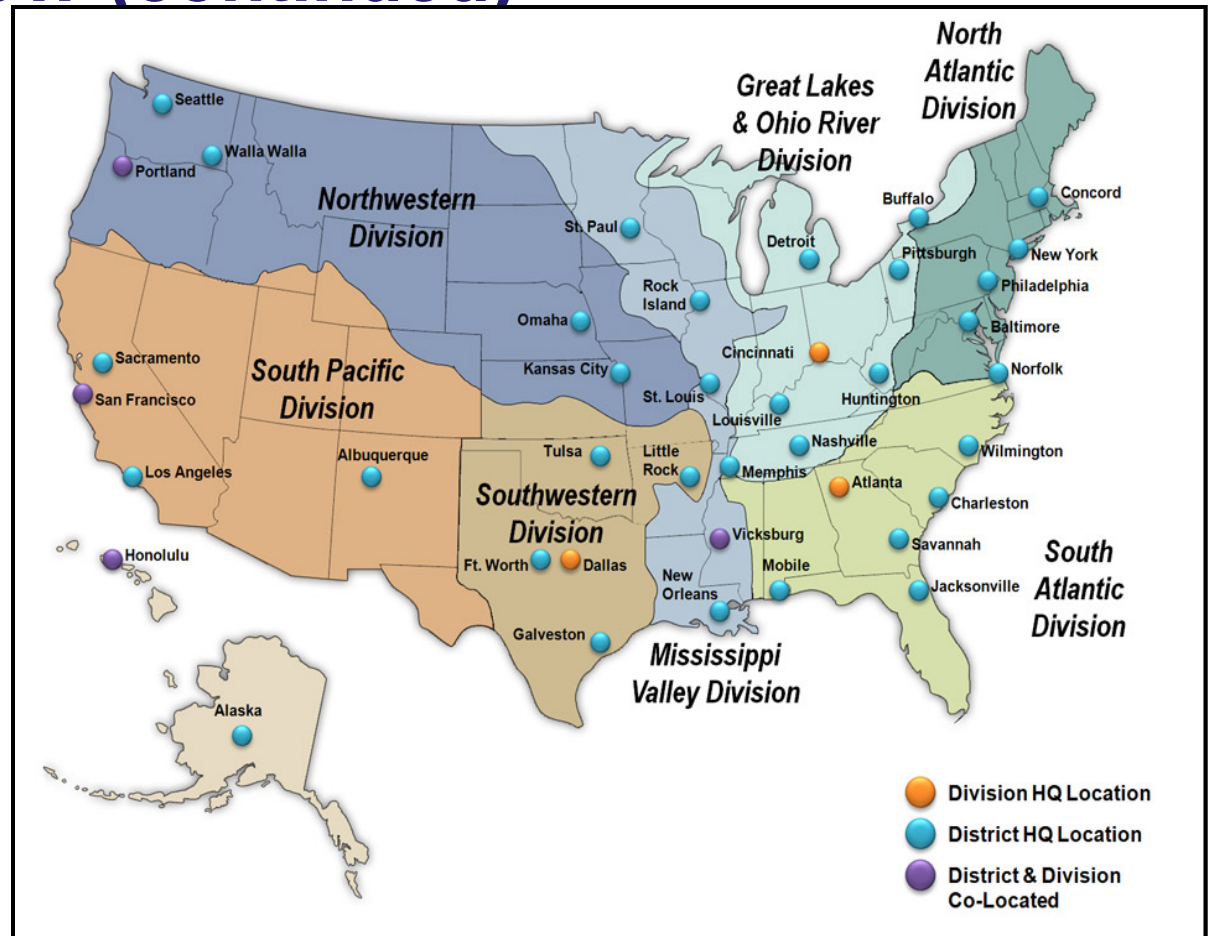 (Continued)
North
Atlantic
Division
Great Lakes
& Ohio River
Division
Seattle
Walla Walla
Portland
Northwestern
Division
St. Paul
Buffalo
Concord
Detroit
Pittsburgh
New York
Rock
Island
Philadelphia
Omaha
Baltimore
Sacramento
Cincinnati
South Pacific
Division
Kansas City
Norfolk
San Francisco
St. Louis
Huntington
Louisville
Albuquerque
Tulsa
Little
Rock
Nashville
Wilmington
Los Angeles
Memphis
Atlanta
Southwestern
Division
Charleston
Vicksburg
Savannah
Honolulu
Ft. Worth
Dallas
Mobile
South
Atlantic
Division
New
Orleans
Jacksonville
Galveston
Mississippi
Valley Division
Alaska
Division HQ Location
District HQ Location
District & Division
Co-Located